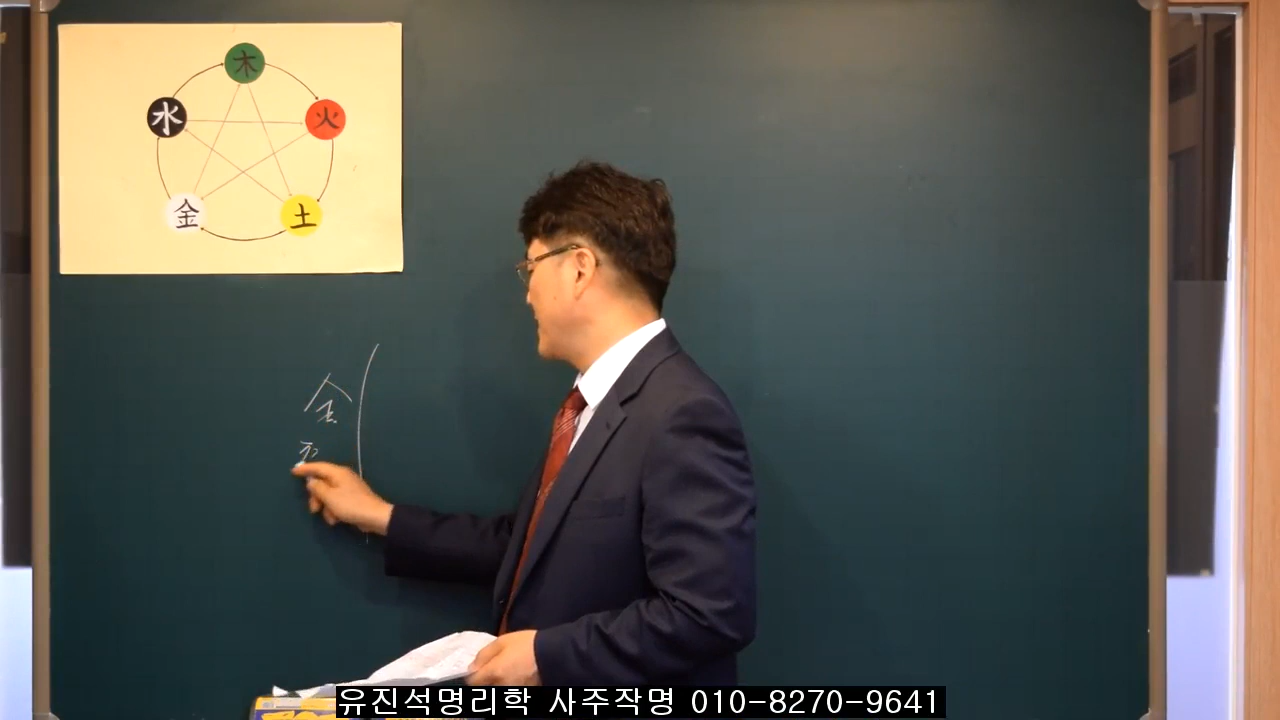 木
水 火
金 土
金
유진석명리학 사주작명 010-8270-9641